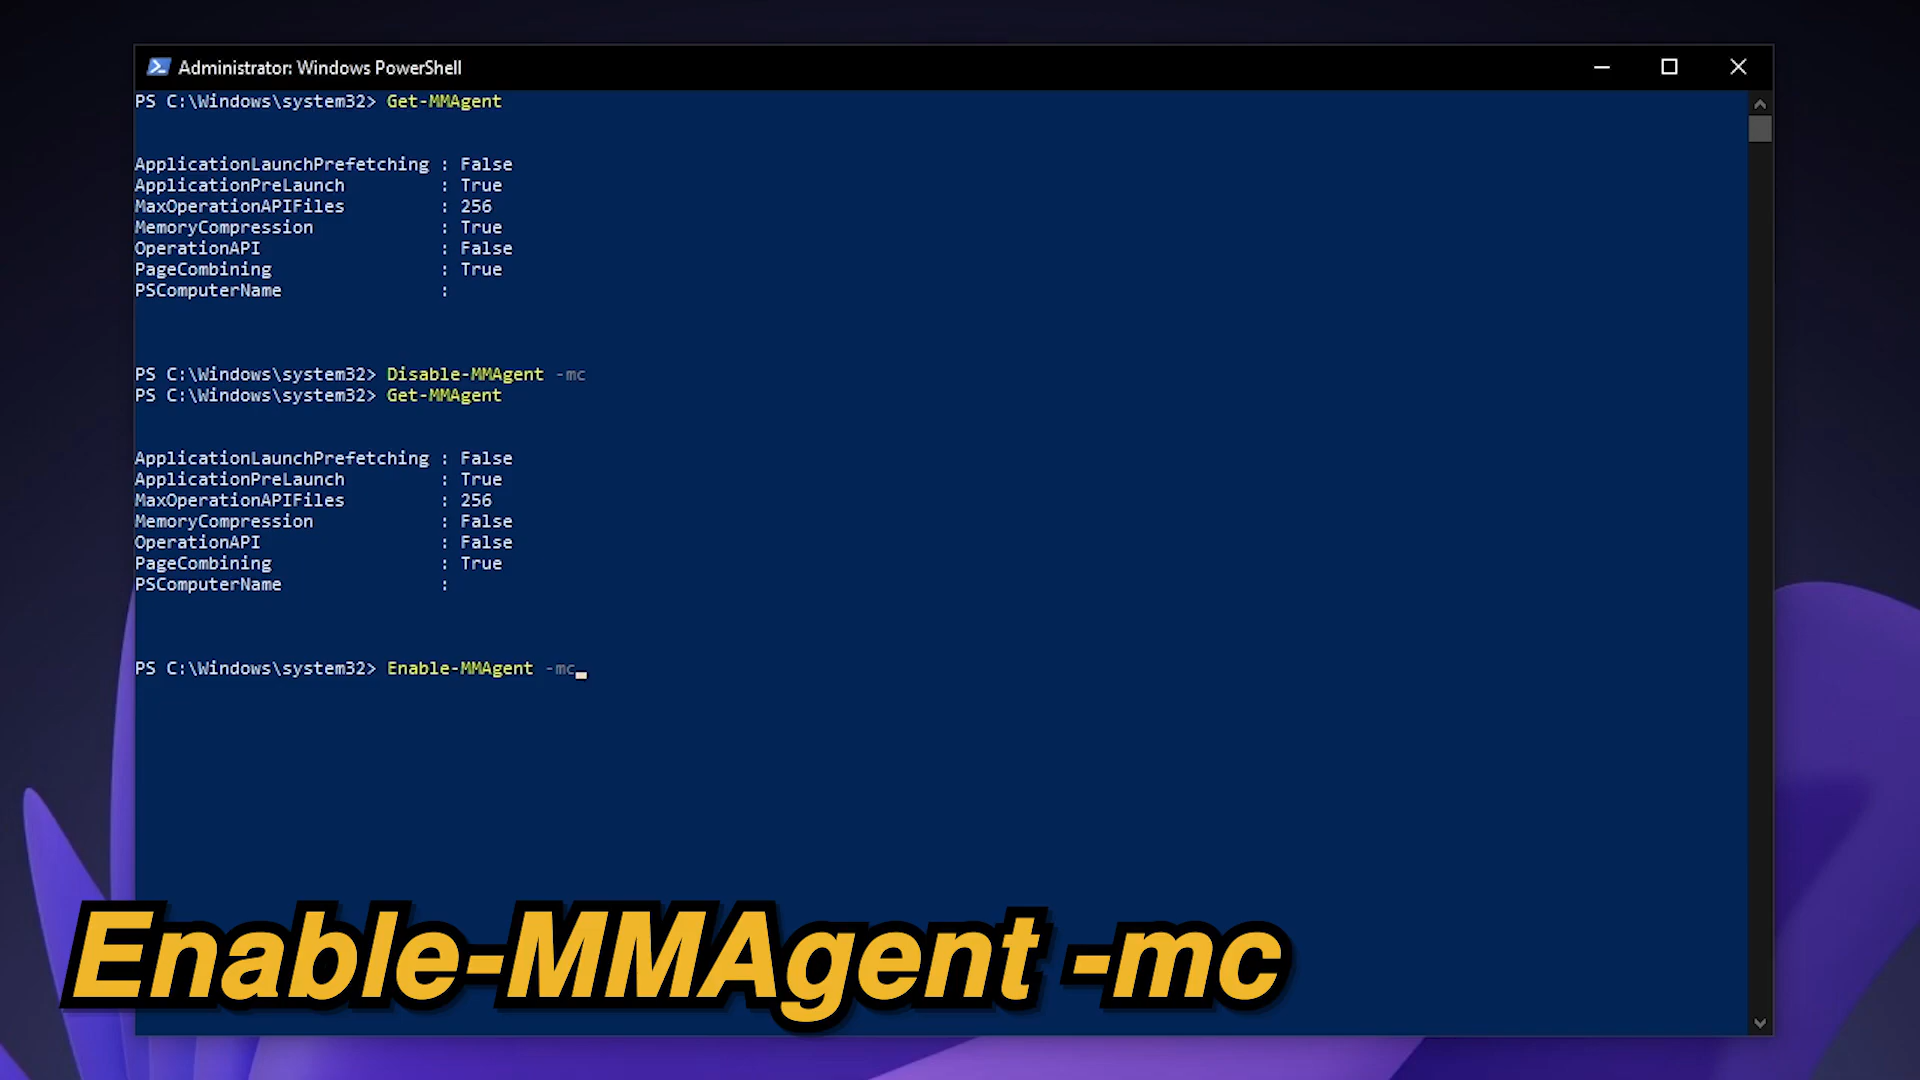 Administrator: Windows PowerShell
PS C:\Windows\system32> Get-MMAgent
ApplicationLaunchPrefetching : False
ApplicationPreLaunch : True
MaxOperationAPIFiles : 256
MemoryCompression : True
OperationAPI : False
PageCombining : True
PSComputerName :
PS C:\Windows\system32> Disable-MMAgent -mc
PS C:\Windows\system32> Get-MMAgent
ApplicationLaunchPrefetching : False
ApplicationPreLaunch : True
MaxOperationAPIFiles : 256
MemoryCompression : False
OperationAPI : False
PageCombining : True
PSComputerName :
PS C:\Windows\system32> Enable-MMAgent -mc
Enable-MMAgent -mc